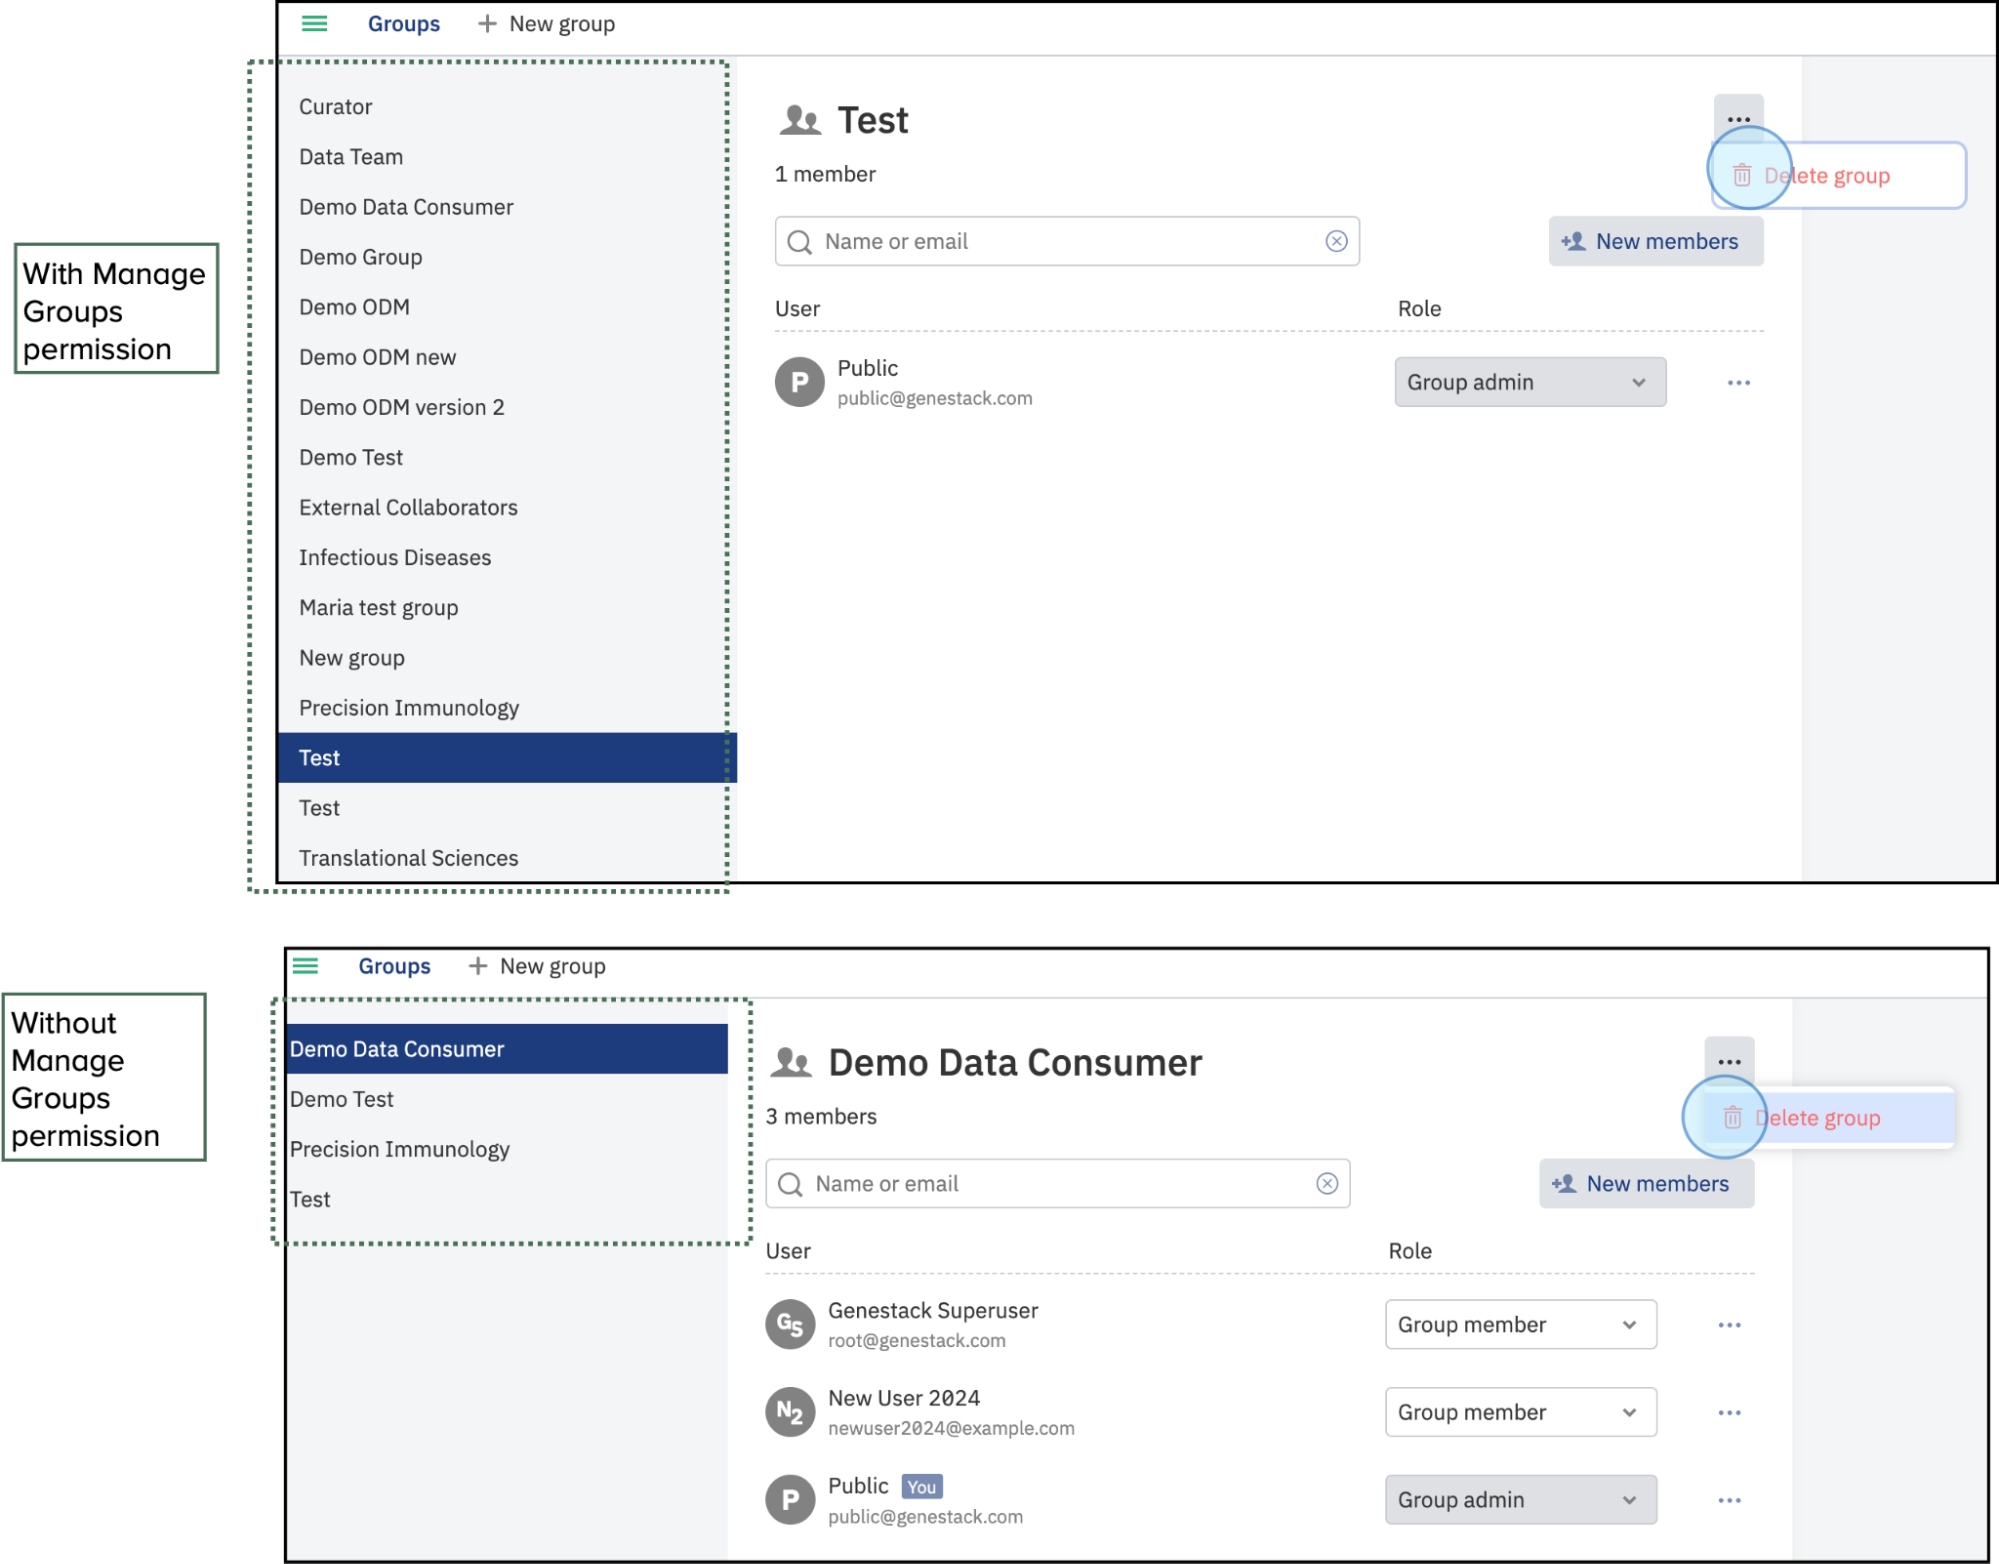 Groups + New group
Curator
Data Team
Demo Data Consumer
Demo Group
Demo ODM
Demo ODM new
Demo ODM version 2
Demo Test
External Collaborators
Infectious Diseases
Maria test group
New group
Precision Immunology
Test
Test
Translational Sciences
With Manage
Groups
permission
Test
...
Delete group
1 member
Name or email
New members
User Role
P
Public
public@genestack.com
Group admin
...
Groups + New group
Without
Manage
Groups
permission
Demo Data Consumer
Demo Test
Precision Immunology
Test
Demo Data Consumer
...
Delete group
3 members
Name or email
New members
User Role
GS
Genestack Superuser
root@genestack.com
Group member
...
N2
New User 2024
newuser2024@example.com
Group member
...
P
Public You
public@genestack.com
Group admin
...